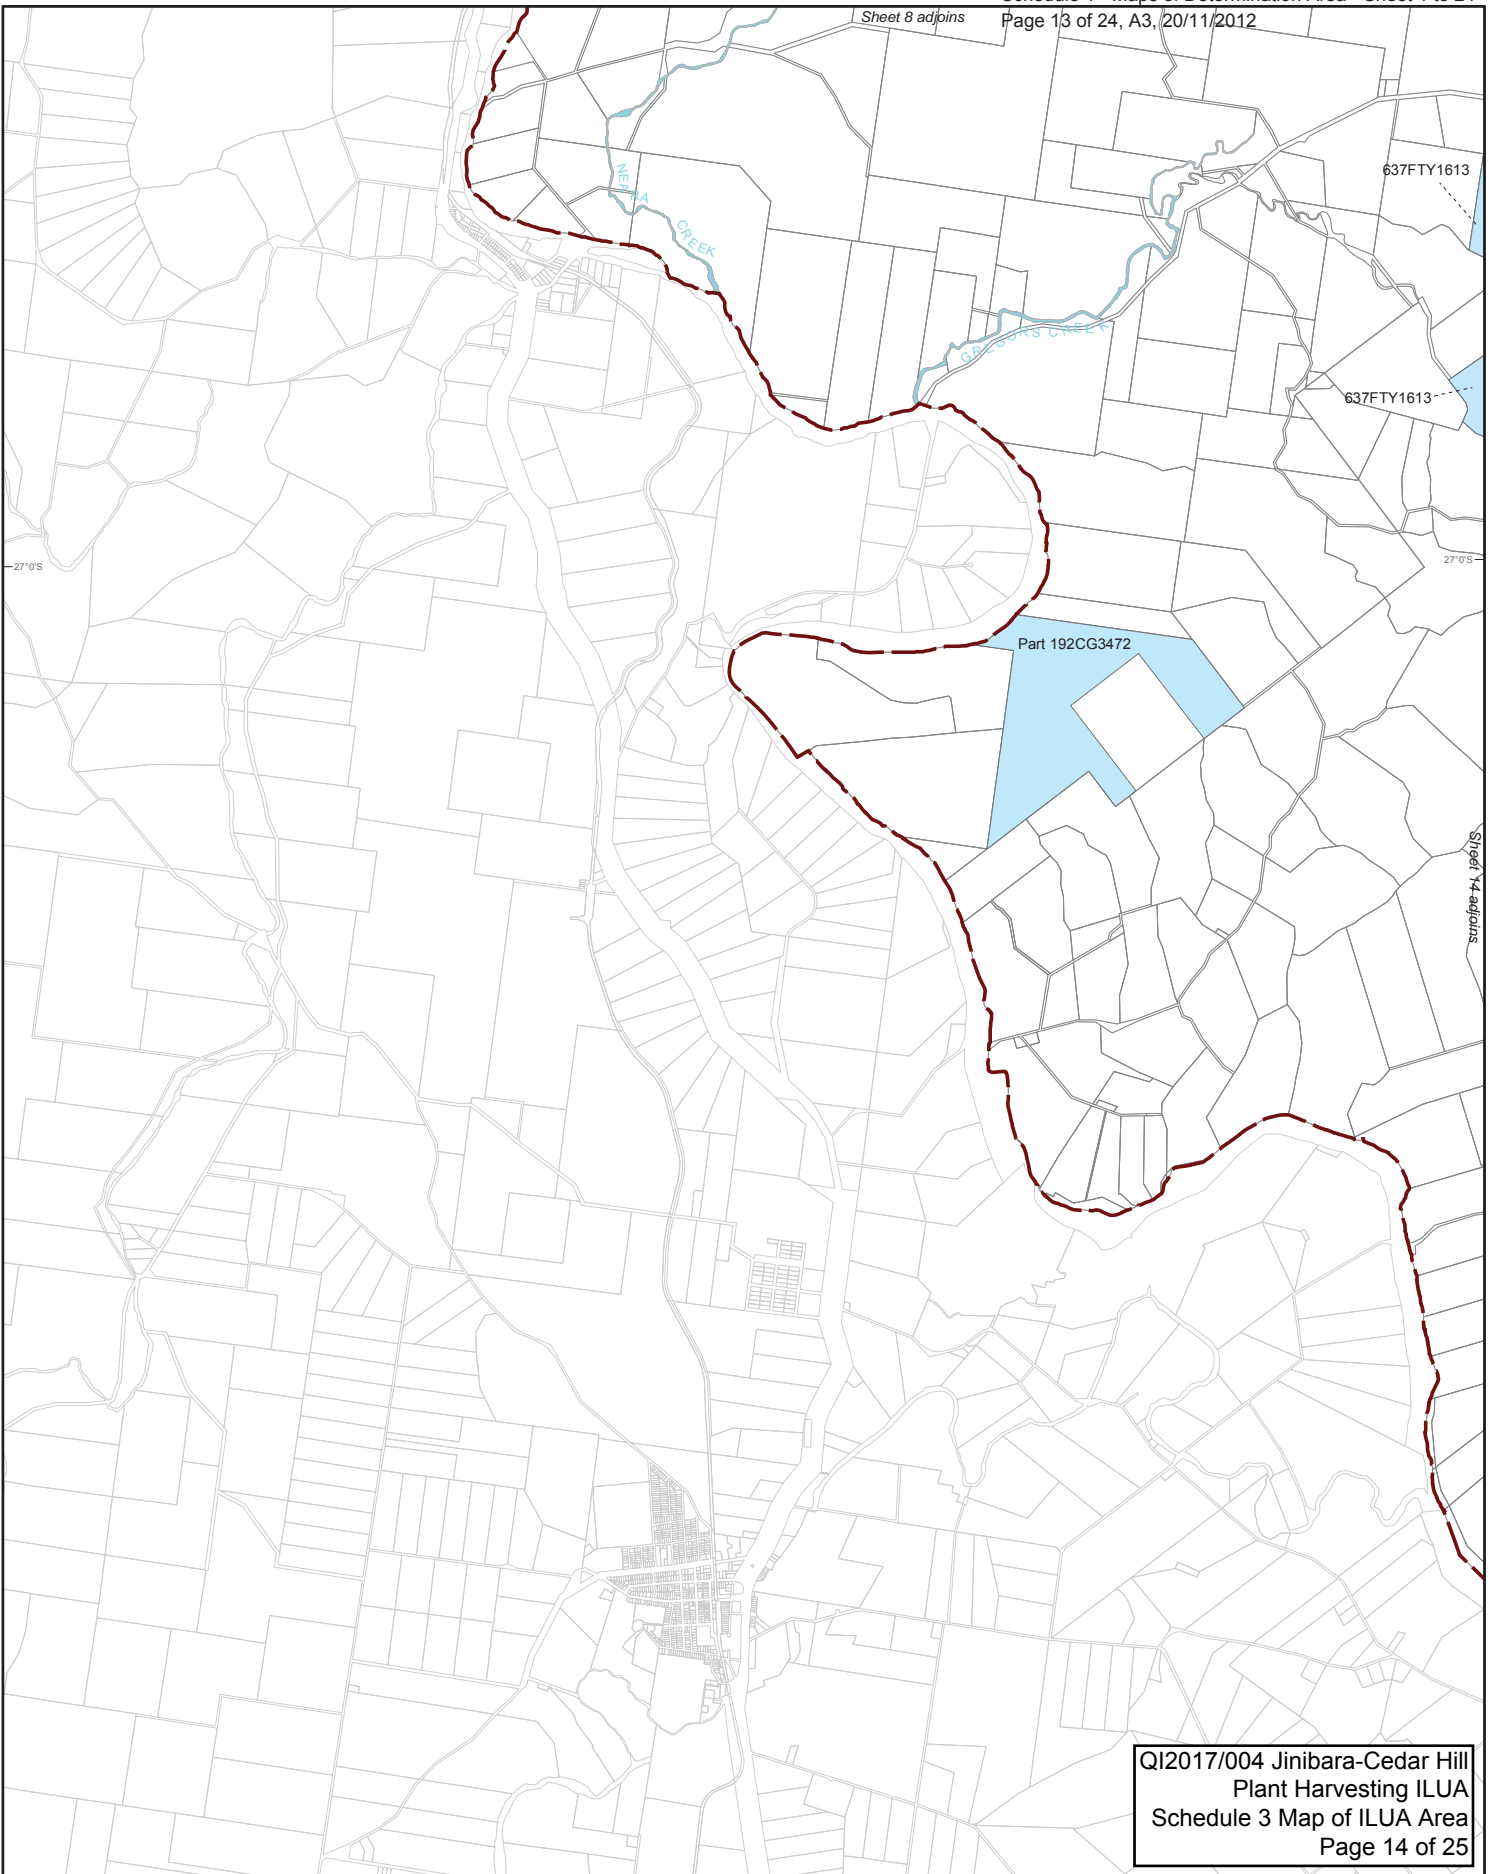 Sheet 8 adjoins
Page 13 of 24, A3, 20/11/2012
637FTY1613
NEARA
CREEK
GREGORS CREEK
637FTY1613
27°0'S
27°0'S
Part 192CG3472
Sheet 14 adjoins
QI2017/004 Jinibara-Cedar Hill
Plant Harvesting ILUA
Schedule 3 Map of ILUA Area
Page 14 of 25